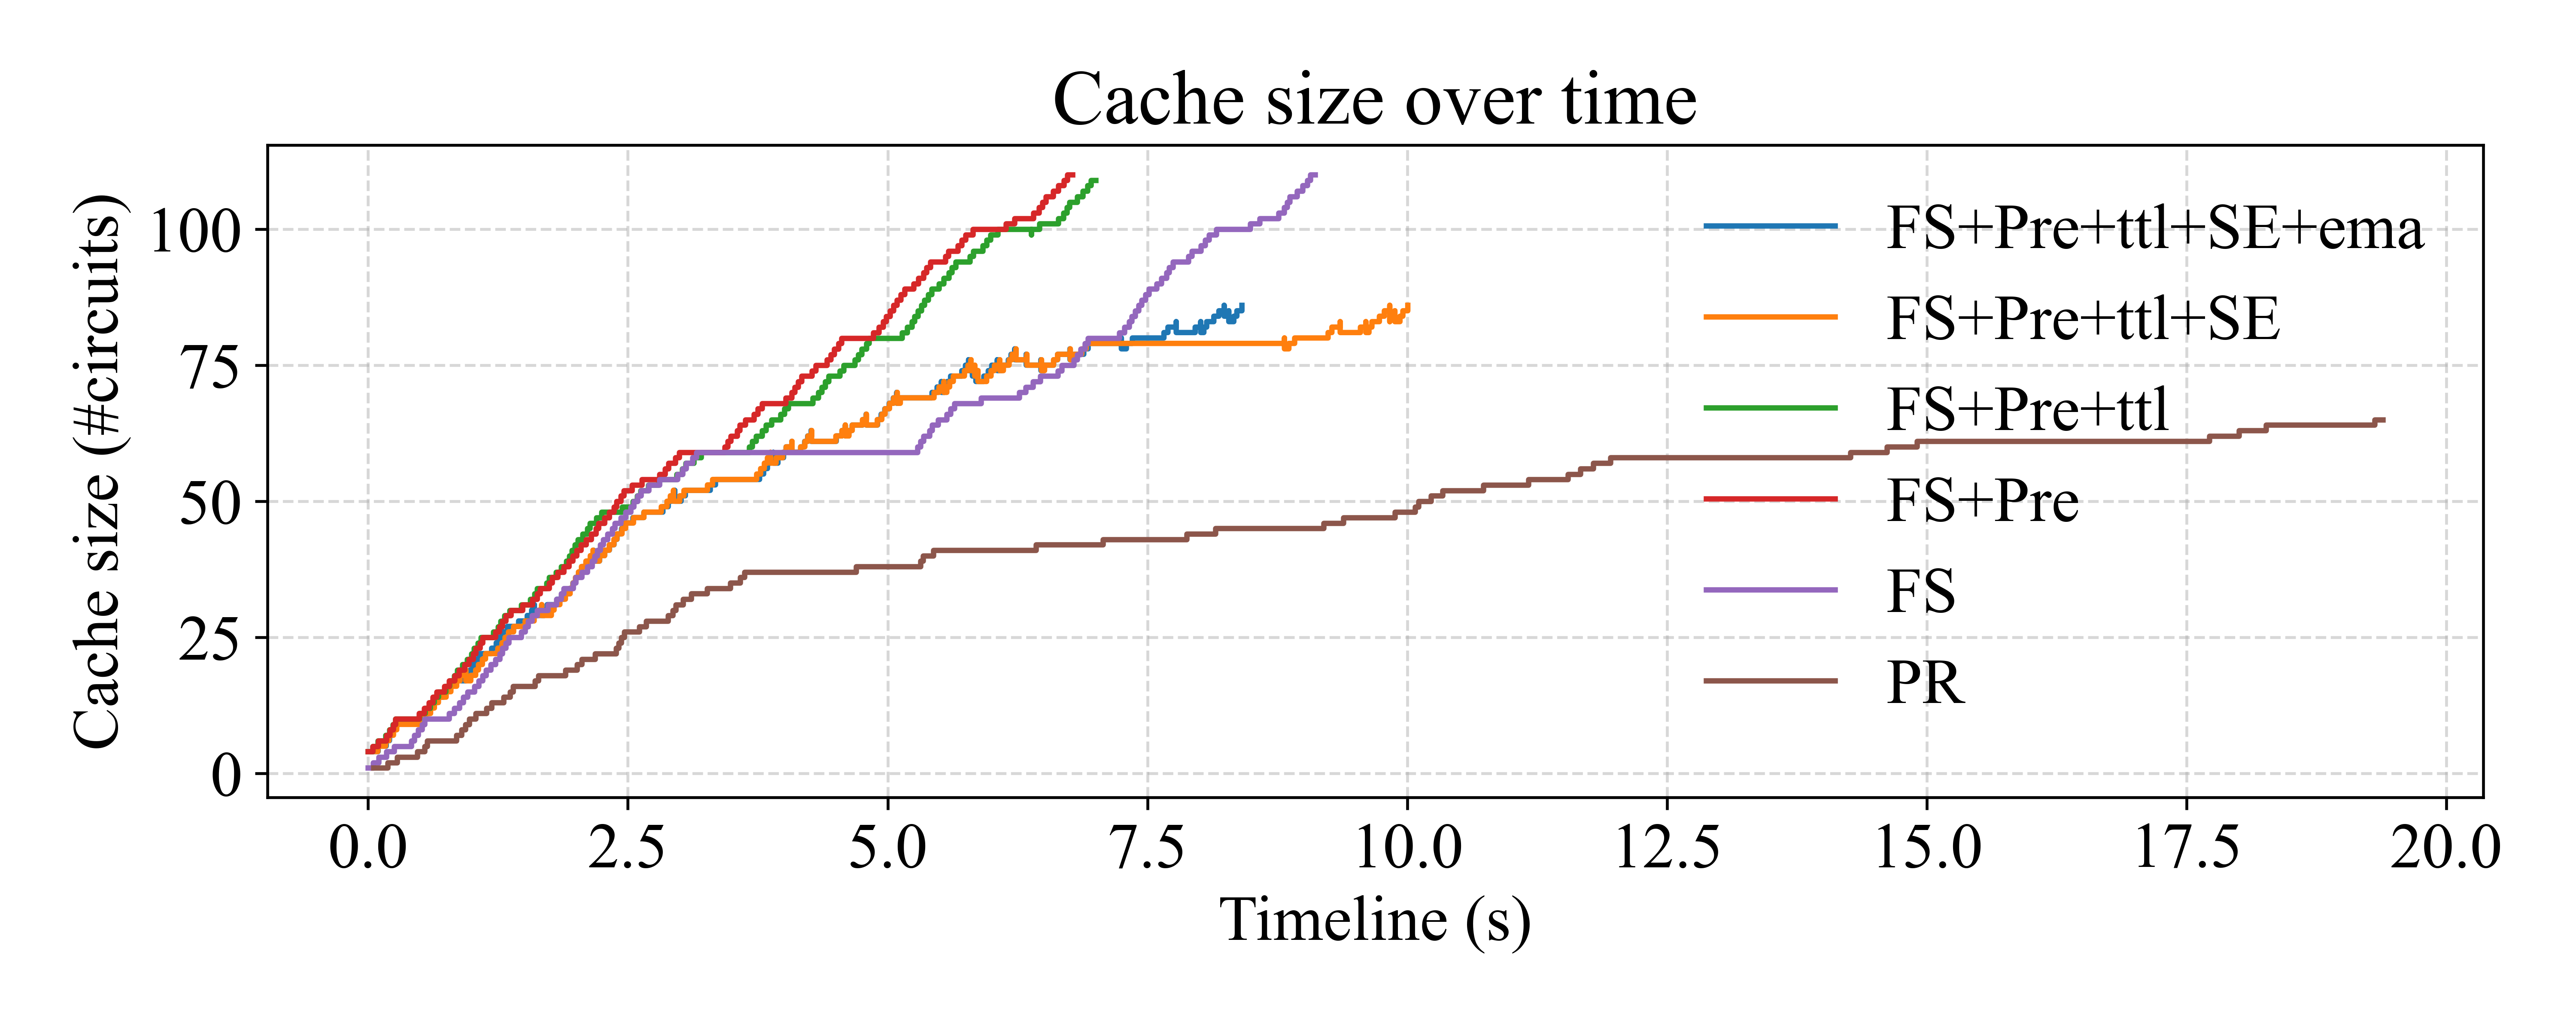 Cache size over time
Cache size (#circuits)
100
75
50
25
0
FS+Pre+ttl+SE+ema
FS+Pre+ttl+SE
FS+Pre+ttl
FS+Pre
FS
PR
0.0 2.5 5.0 7.5 10.0 12.5 15.0 17.5 20.0
Timeline (s)